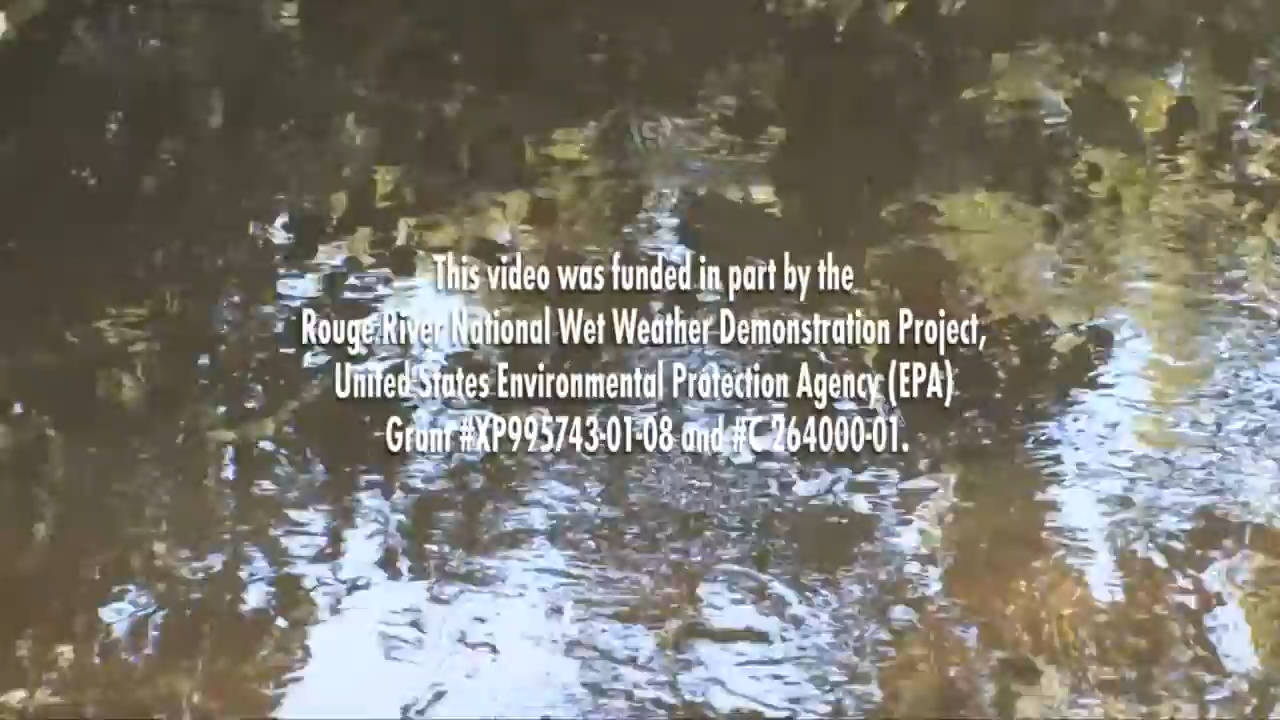 This video was funded in part by the
Rouge River National Wet Weather Demonstration Project,
United States Environmental Protection Agency (EPA)
Grant #XP995743-01-08 and #C 264000-01.